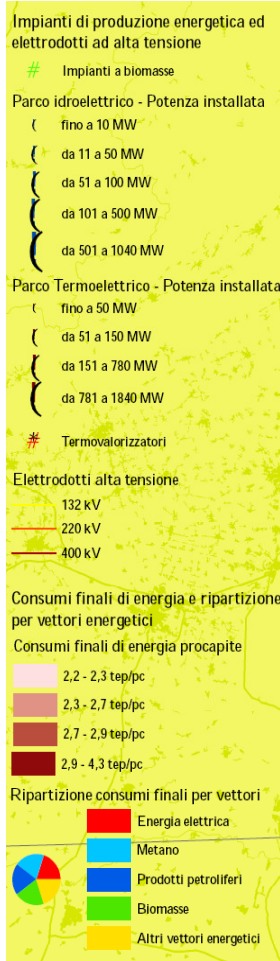 Impianti di produzione energetica ed
elettrodotti ad alta tensione
Impianti a biomasse
Parco idroelettrico - Potenza installata
fino a 10 MW
da 11 a 50 MW
da 51 a 100 MW
da 101 a 500 MW
da 501 a 1040 MW
Parco Termoelettrico - Potenza installata
fino a 50 MW
da 51 a 150 MW
da 151 a 780 MW
da 781 a 1840 MW
Termovalorizzatori
Elettrodotti alta tensione
132 kV
220 kV
400 kV
Consumi finali di energia e ripartizione
per vettori energetici
Consumi finali di energia procapite
2,2 - 2,3 tep/pc
2,3 - 2,7 tep/pc
2,7 - 2,9 tep/pc
2,9 - 4,3 tep/pc
Ripartizione consumi finali per vettori
Energia elettrica
Metano
Prodotti petroliferi
Biomasse
Altri vettori energetici